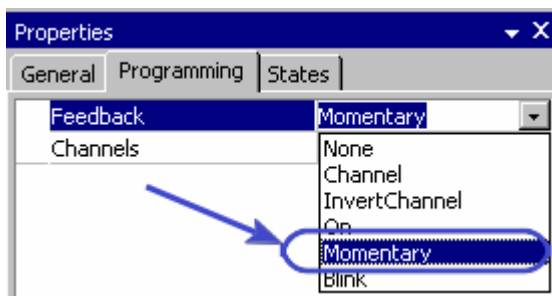 Properties
General Programming States
Feedback Momentary
Channels
None
Channel
InvertChannel
On
Momentary
Blink